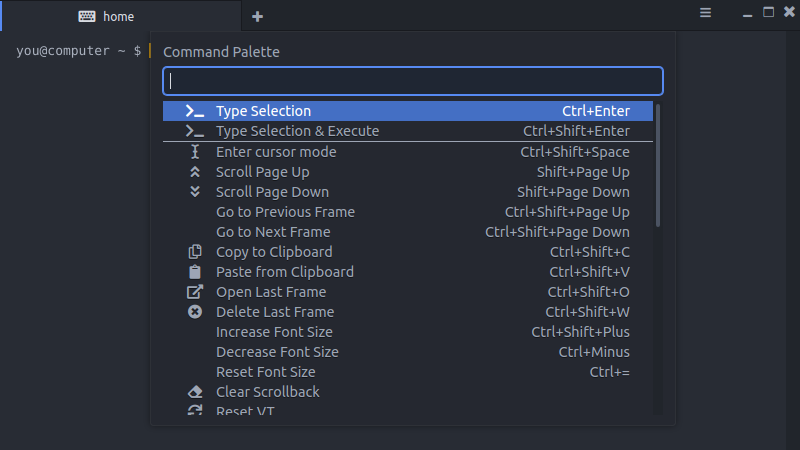 home
you@computer ~ $
Command Palette
Type Selection Ctrl+Enter
Type Selection & Execute Ctrl+Shift+Enter
Enter cursor mode Ctrl+Shift+Space
Scroll Page Up Shift+Page Up
Scroll Page Down Shift+Page Down
Go to Previous Frame Ctrl+Shift+Page Up
Go to Next Frame Ctrl+Shift+Page Down
Copy to Clipboard Ctrl+Shift+C
Paste from Clipboard Ctrl+Shift+V
Open Last Frame Ctrl+Shift+O
Delete Last Frame Ctrl+Shift+W
Increase Font Size Ctrl+Shift+Plus
Decrease Font Size Ctrl+Minus
Reset Font Size Ctrl+=
Clear Scrollback
Reset VT